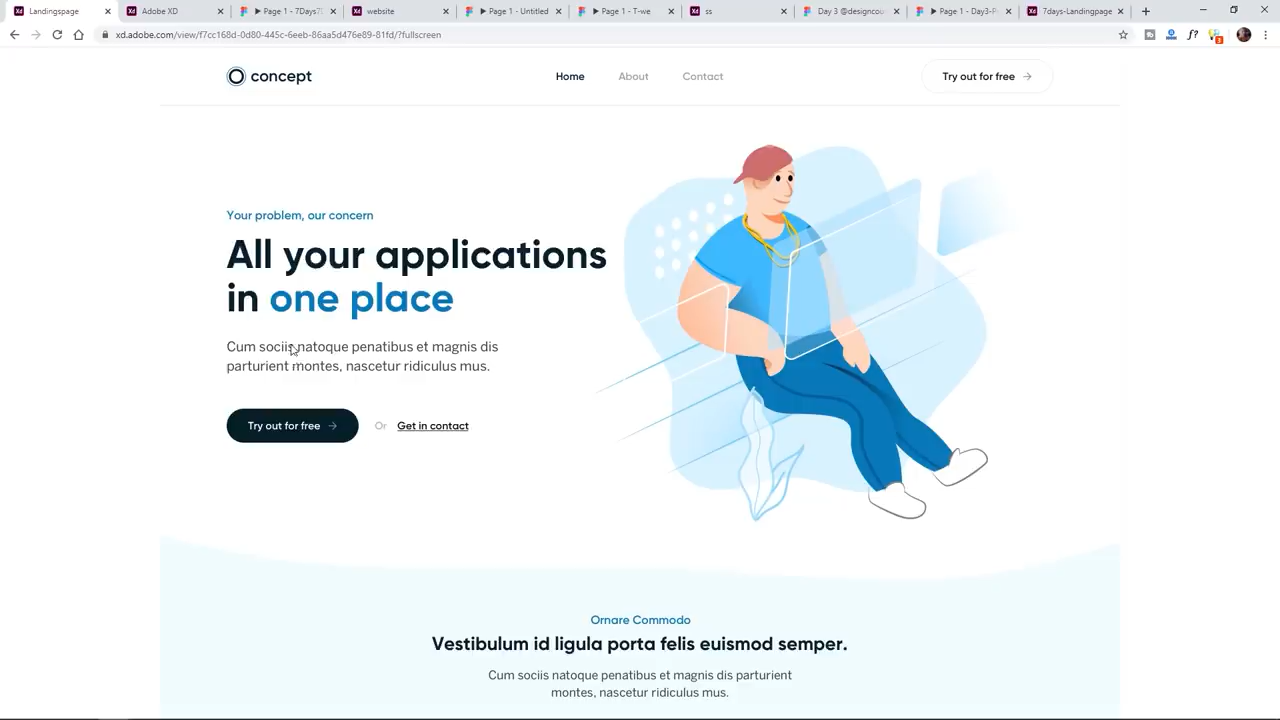 Landingspage
Adobe XD
▶ Page 1 - 7Days7
website
▶ Page 1 - Untitled
▶ Page 1 - T-we
ss
Day 3 @designcou
▶ Page 1 - Day3-P
7days-Landingpage
xd.adobe.com/view/f7cc168d-0d80-445c-6eeb-86aa5d476e89-81fd/?fullscreen
concept
Home
About
Contact
Try out for free →
Your problem, our concern
All your applications
in one place
Cum sociis natoque penatibus et magnis dis
parturient montes, nascetur ridiculus mus.
Try out for free →
Or
Get in contact
Ornare Commodo
Vestibulum id ligula porta felis euismod semper.
Cum sociis natoque penatibus et magnis dis parturient
montes, nascetur ridiculus mus.